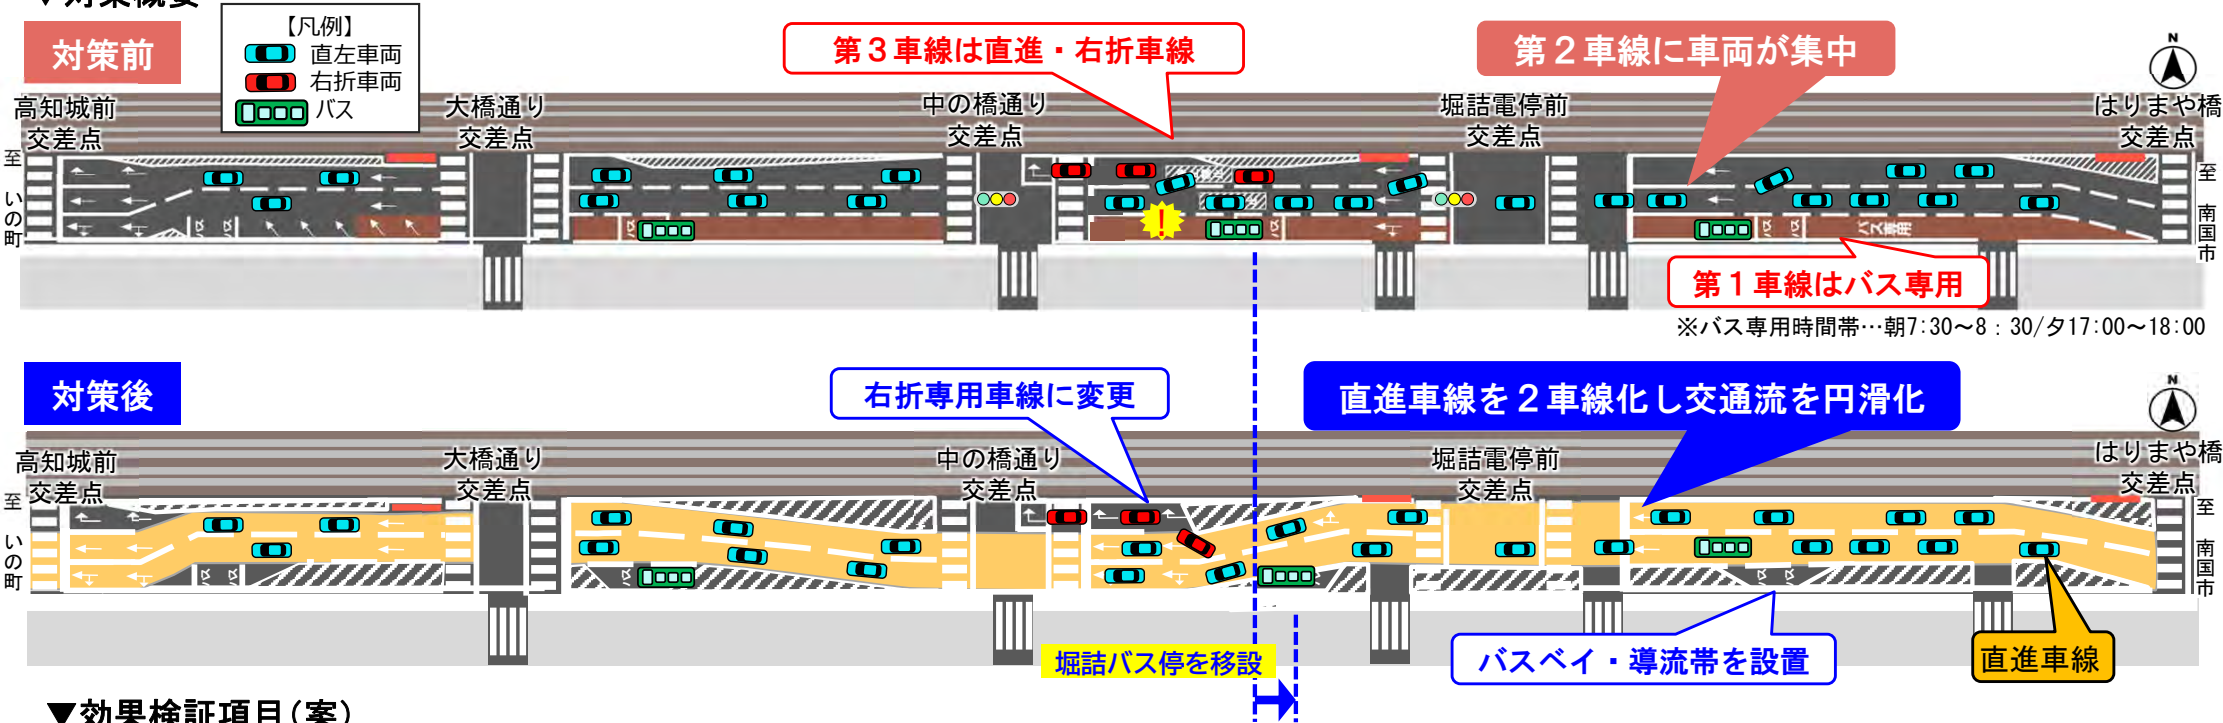 ▼対策概要
対策前
【凡例】
直左車両
右折車両
バス
第３車線は直進・右折車線
第２車線に車両が集中
N
高知城前
交差点
大橋通り
交差点
中の橋通り
交差点
堀詰電停前
交差点
はりまや橋
交差点
至 いの町
至 南国市
!
バス専用
第１車線はバス専用
※バス専用時間帯…朝7:30～8：30/夕17:00～18:00
対策後
右折専用車線に変更
直進車線を２車線化し交通流を円滑化
N
高知城前
交差点
大橋通り
交差点
中の橋通り
交差点
堀詰電停前
交差点
はりまや橋
交差点
至 いの町
至 南国市
堀詰バス停を移設
バスベイ・導流帯を設置
直進車線
▼効果検証項目(案)